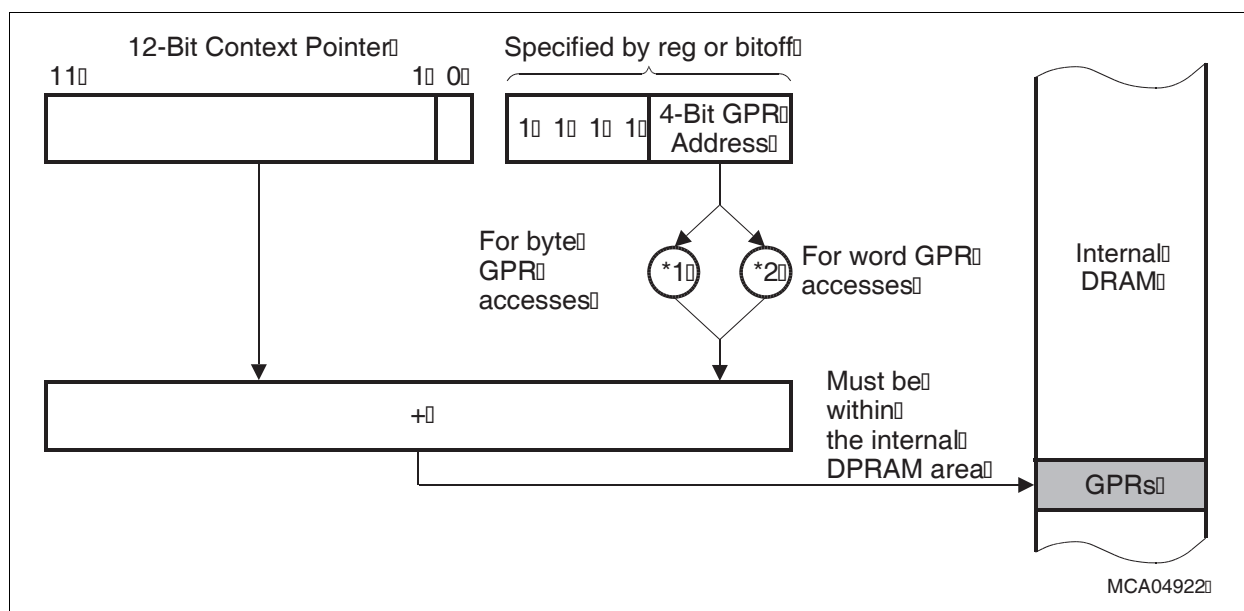 12-Bit Context Pointer
Specified by reg or bitoff
11
1 0
1 1 1 1
4-Bit GPR
Address
For byte
GPR
accesses
*1
*2
For word GPR
accesses
Internal
DRAM
+
Must be
within
the internal
DPRAM area
GPRs
MCA04922